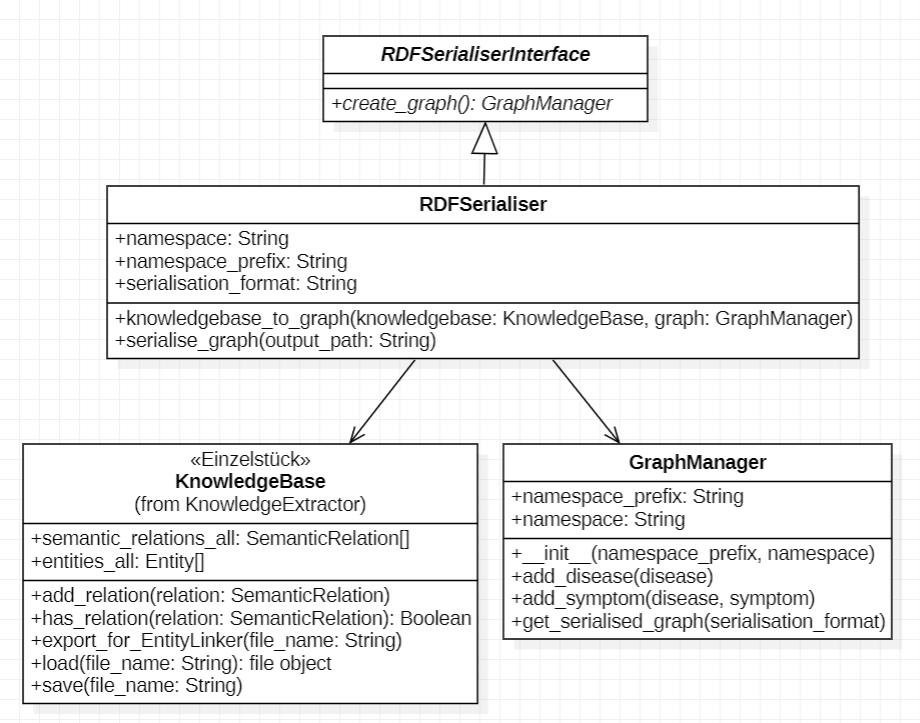 RDFSerialiserInterface
+create_graph(): GraphManager
RDFSerialiser
+namespace: String
+namespace_prefix: String
+serialisation_format: String
+knowledgebase_to_graph(knowledgebase: KnowledgeBase, graph: GraphManager)
+serialise_graph(output_path: String)
«Einzelstück»
KnowledgeBase
(from KnowledgeExtractor)
+semantic_relations_all: SemanticRelation[]
+entities_all: Entity[]
+add_relation(relation: SemanticRelation)
+has_relation(relation: SemanticRelation): Boolean
+export_for_EntityLinker(file_name: String)
+load(file_name: String): file object
+save(file_name: String)
GraphManager
+namespace_prefix: String
+namespace: String
+__init__(namespace_prefix, namespace)
+add_disease(disease)
+add_symptom(disease, symptom)
+get_serialised_graph(serialisation_format)